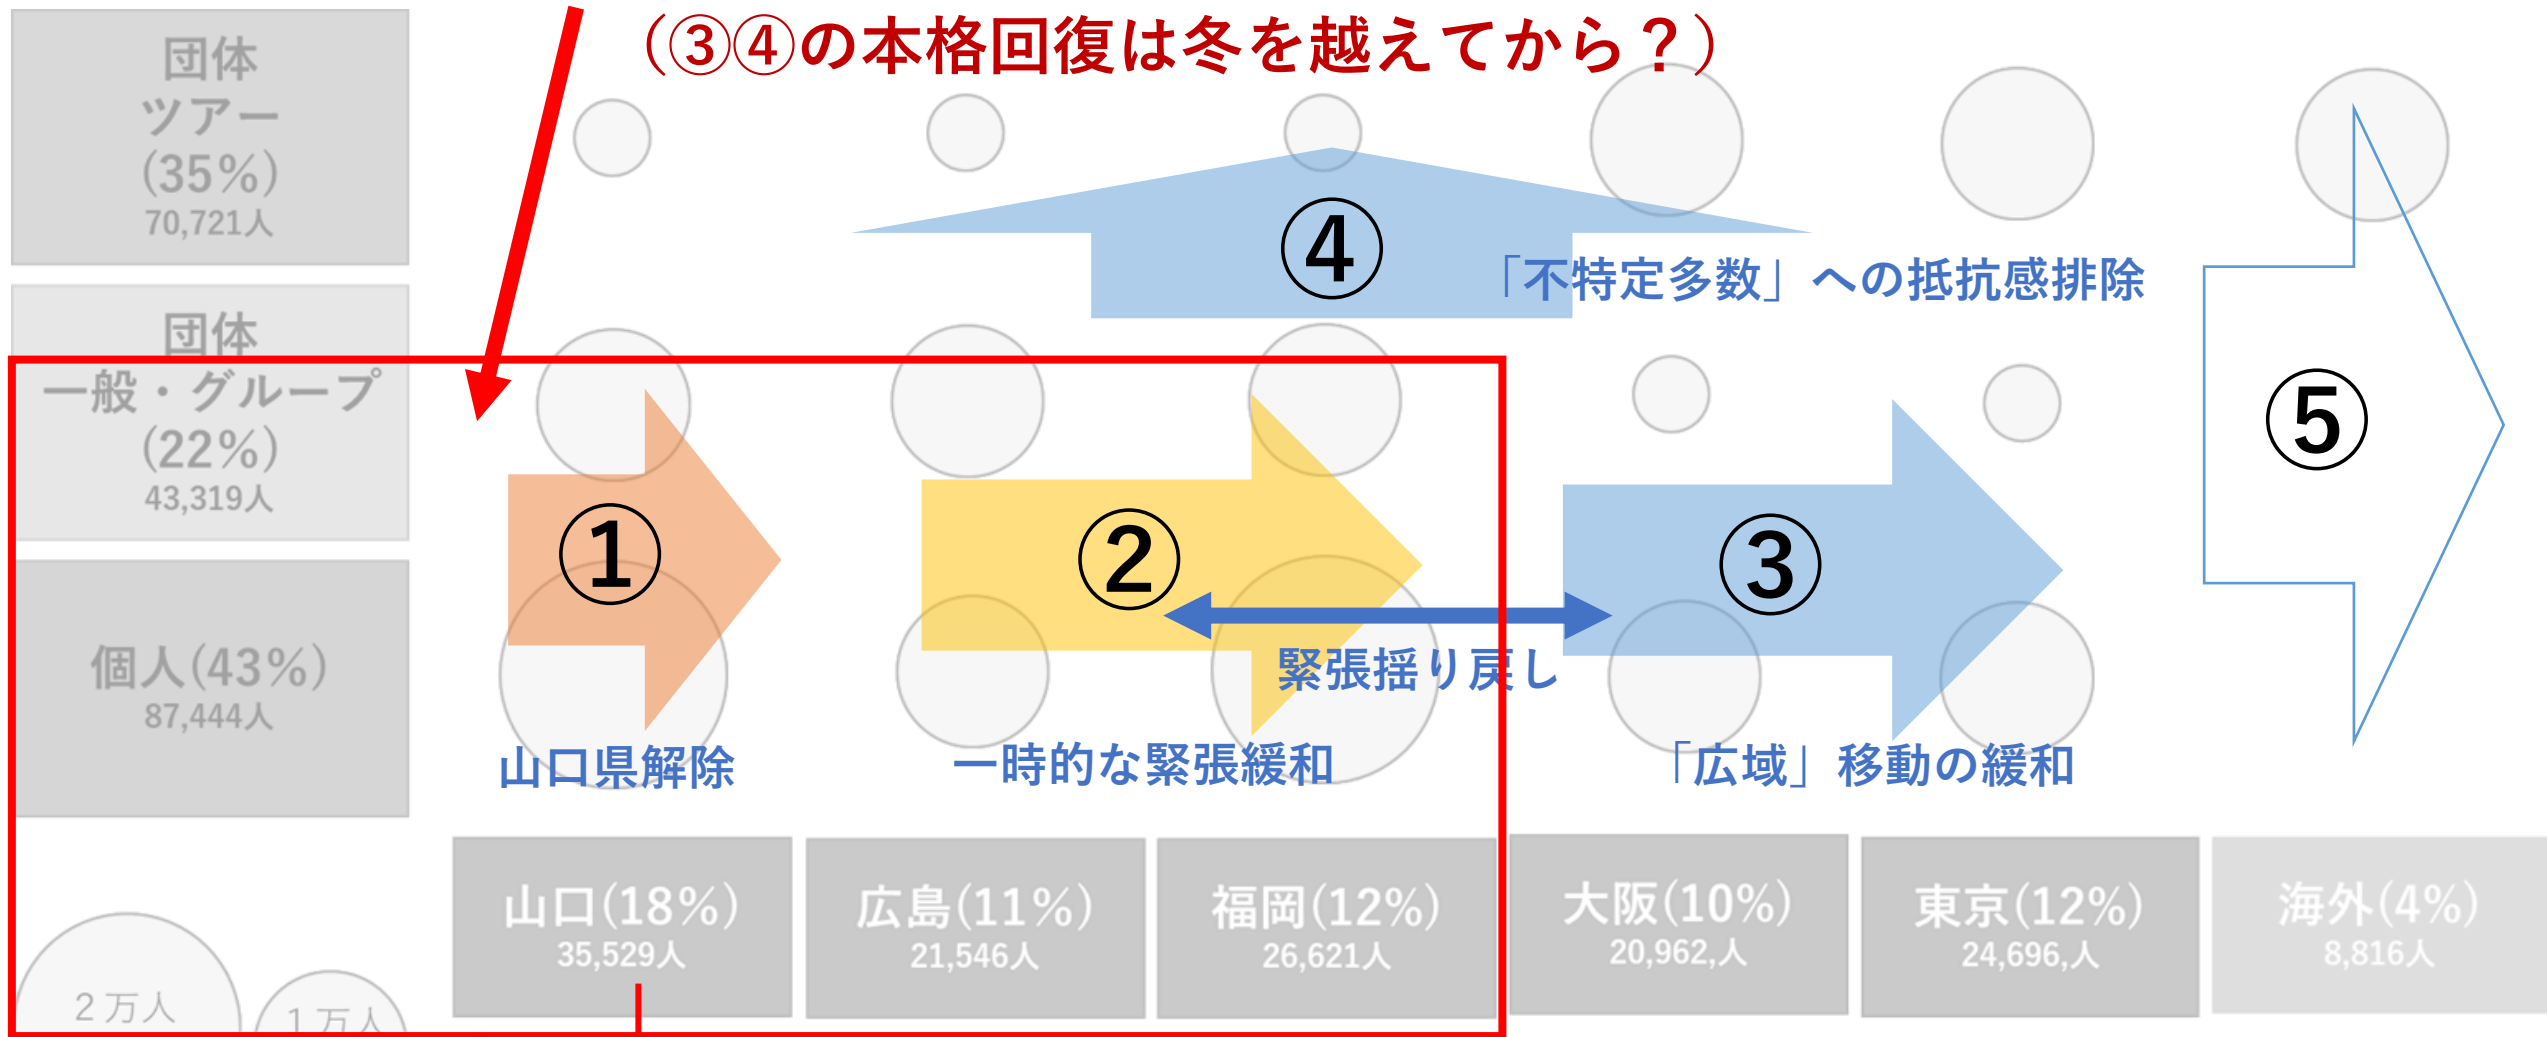 （③④の本格回復は冬を越えてから？）
団体
ツアー
(35%)
70,721人
④
「不特定多数」への抵抗感排除
団体
一般・グループ
(22%)
43,319人
①
②
③
⑤
緊張揺り戻し
個人(43%)
87,444人
山口県解除
一時的な緊張緩和
「広域」移動の緩和
山口(18%)
35,529人
広島(11%)
21,546人
福岡(12%)
26,621人
大阪(10%)
20,962,人
東京(12%)
24,696,人
海外(4%)
8,816人
２万人
１万人